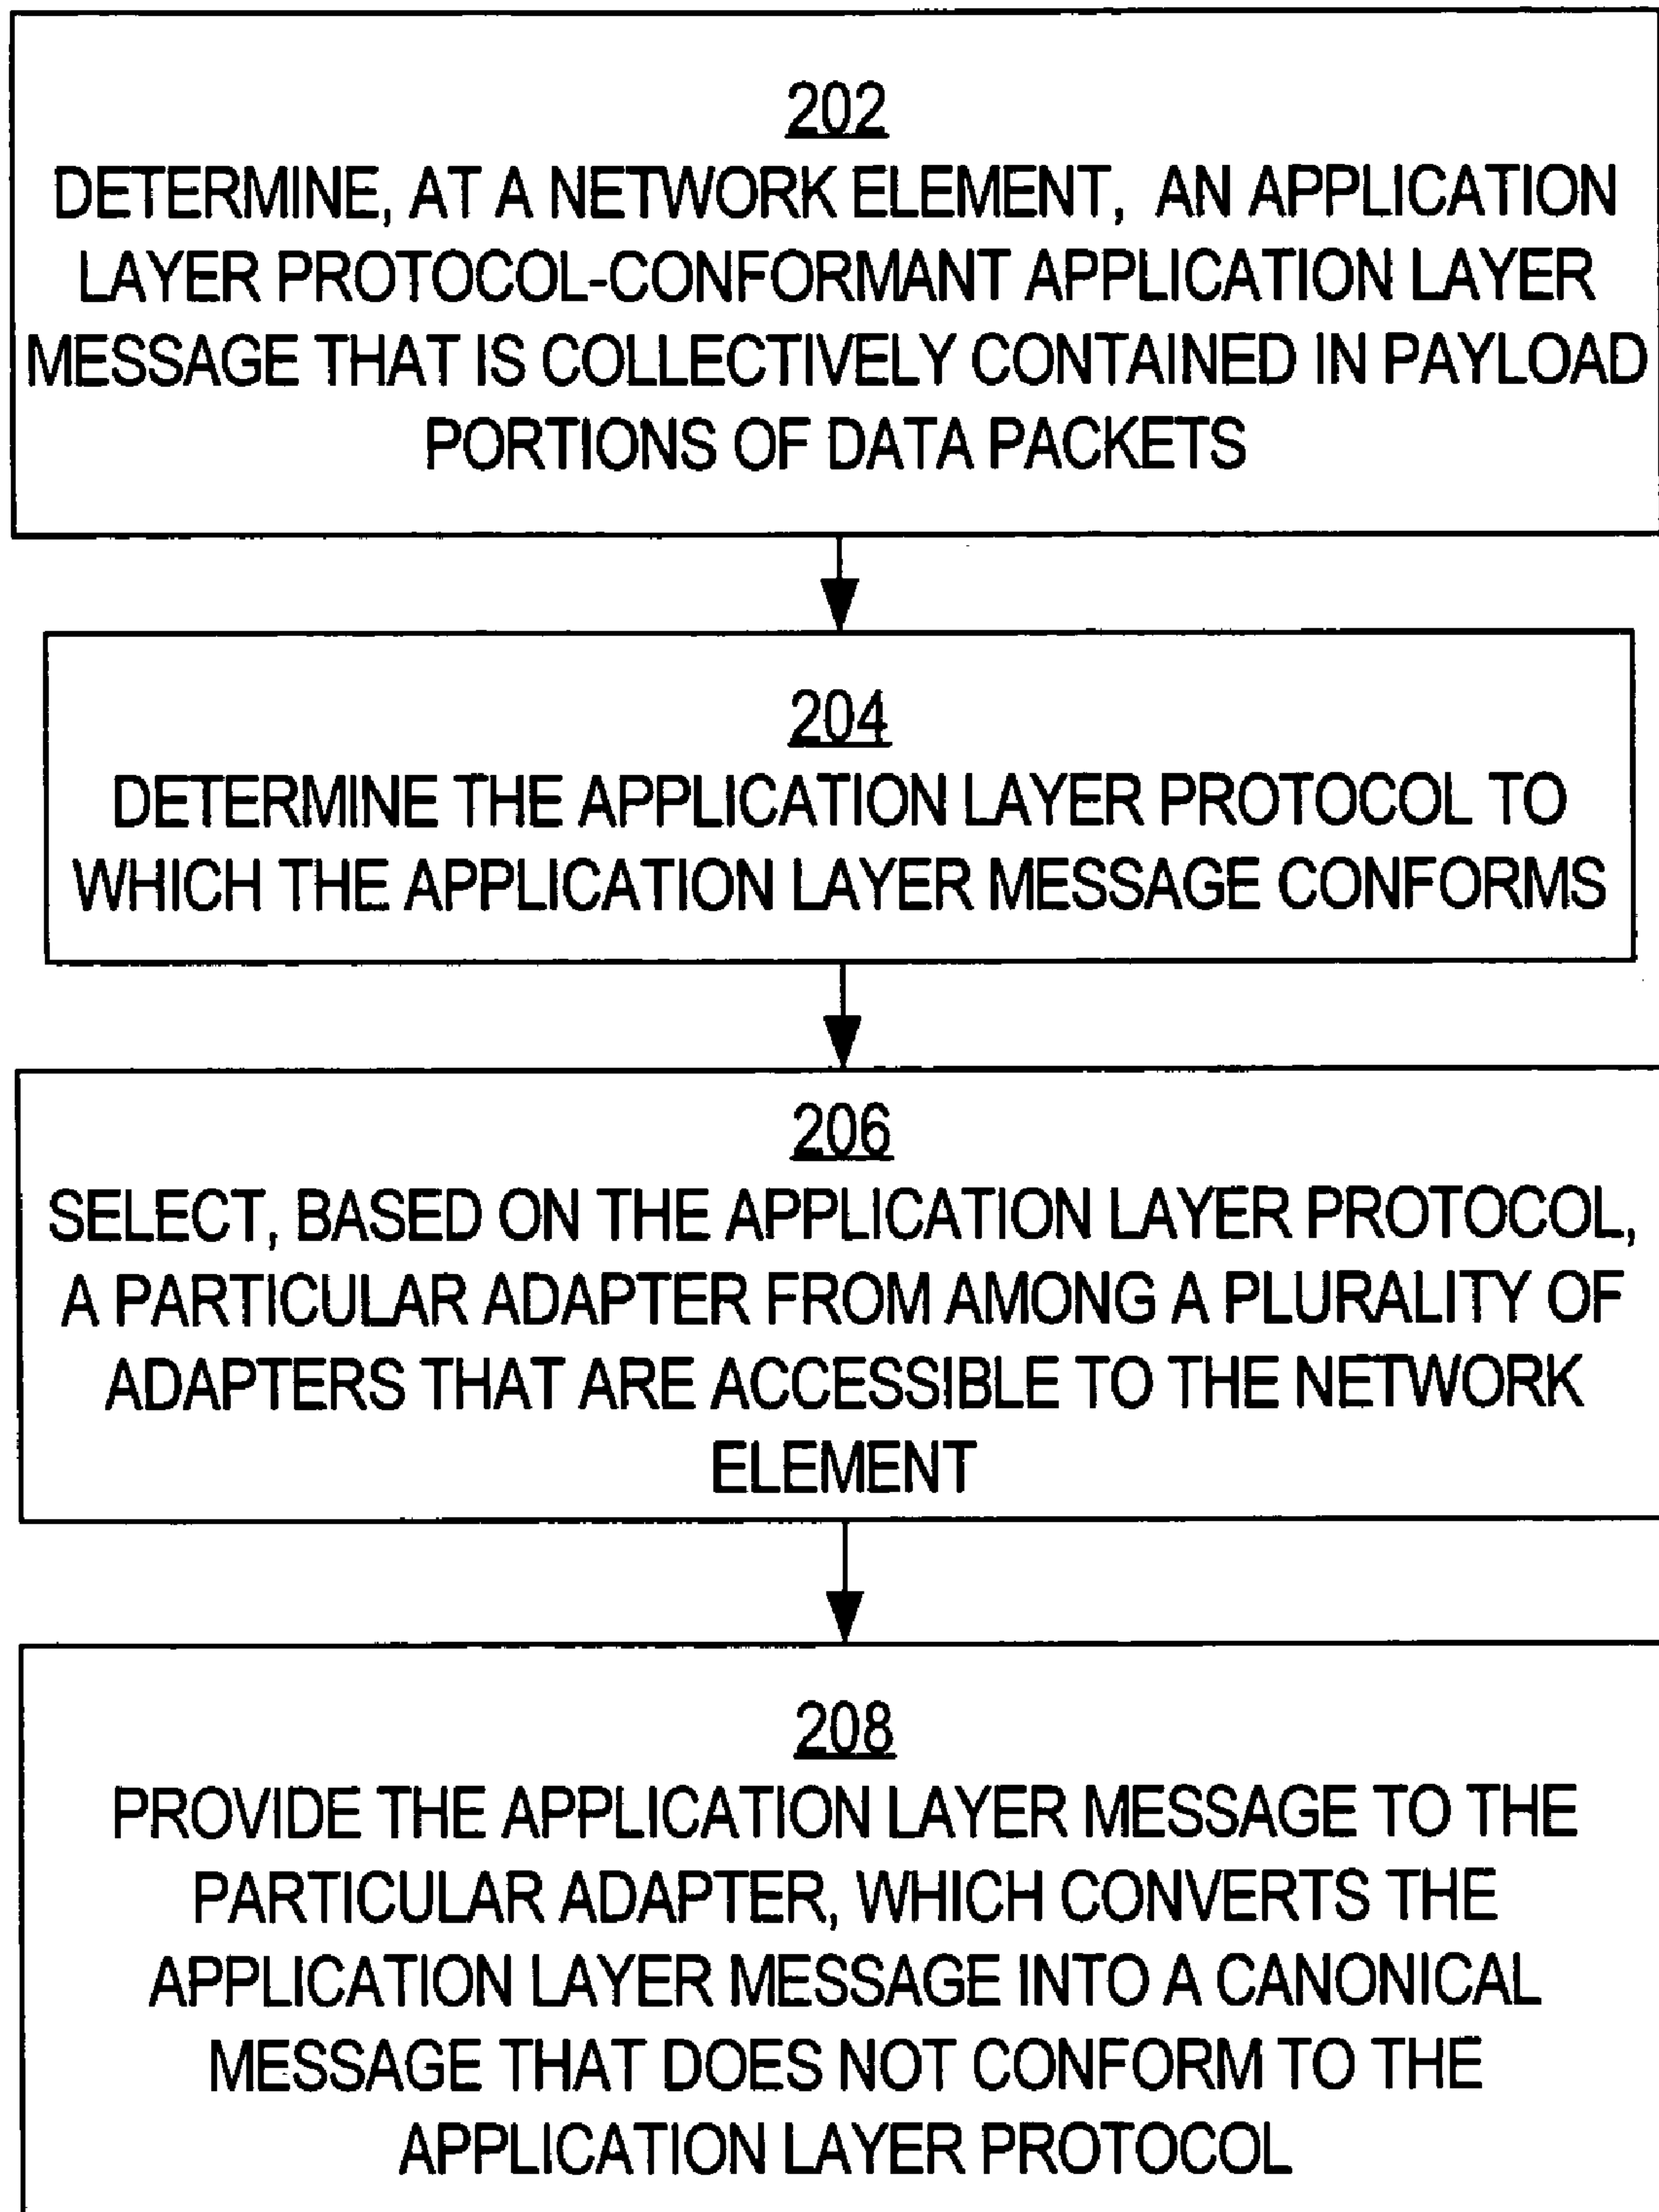 202
DETERMINE, AT A NETWORK ELEMENT, AN APPLICATION
LAYER PROTOCOL-CONFORMANT APPLICATION LAYER
MESSAGE THAT IS COLLECTIVELY CONTAINED IN PAYLOAD
PORTIONS OF DATA PACKETS
204
DETERMINE THE APPLICATION LAYER PROTOCOL TO
WHICH THE APPLICATION LAYER MESSAGE CONFORMS
206
SELECT, BASED ON THE APPLICATION LAYER PROTOCOL,
A PARTICULAR ADAPTER FROM AMONG A PLURALITY OF
ADAPTERS THAT ARE ACCESSIBLE TO THE NETWORK
ELEMENT
208
PROVIDE THE APPLICATION LAYER MESSAGE TO THE
PARTICULAR ADAPTER, WHICH CONVERTS THE
APPLICATION LAYER MESSAGE INTO A CANONICAL
MESSAGE THAT DOES NOT CONFORM TO THE
APPLICATION LAYER PROTOCOL